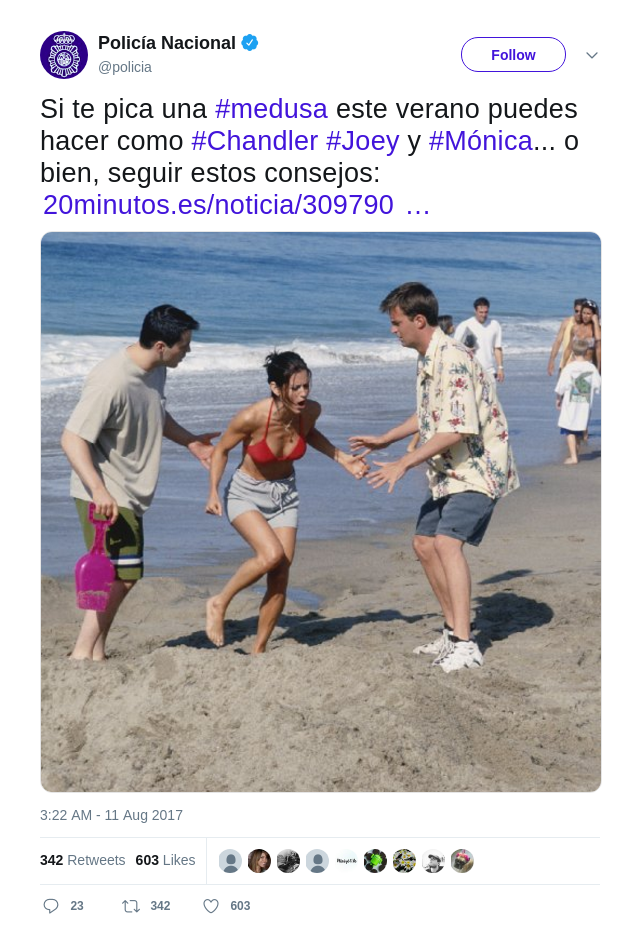 Policía Nacional
@policia
Follow
Si te pica una #medusa este verano puedes
hacer como #Chandler #Joey y #Mónica... o
bien, seguir estos consejos:
20minutos.es/noticia/309790 …
3:22 AM - 11 Aug 2017
342 Retweets 603 Likes
23 342 603